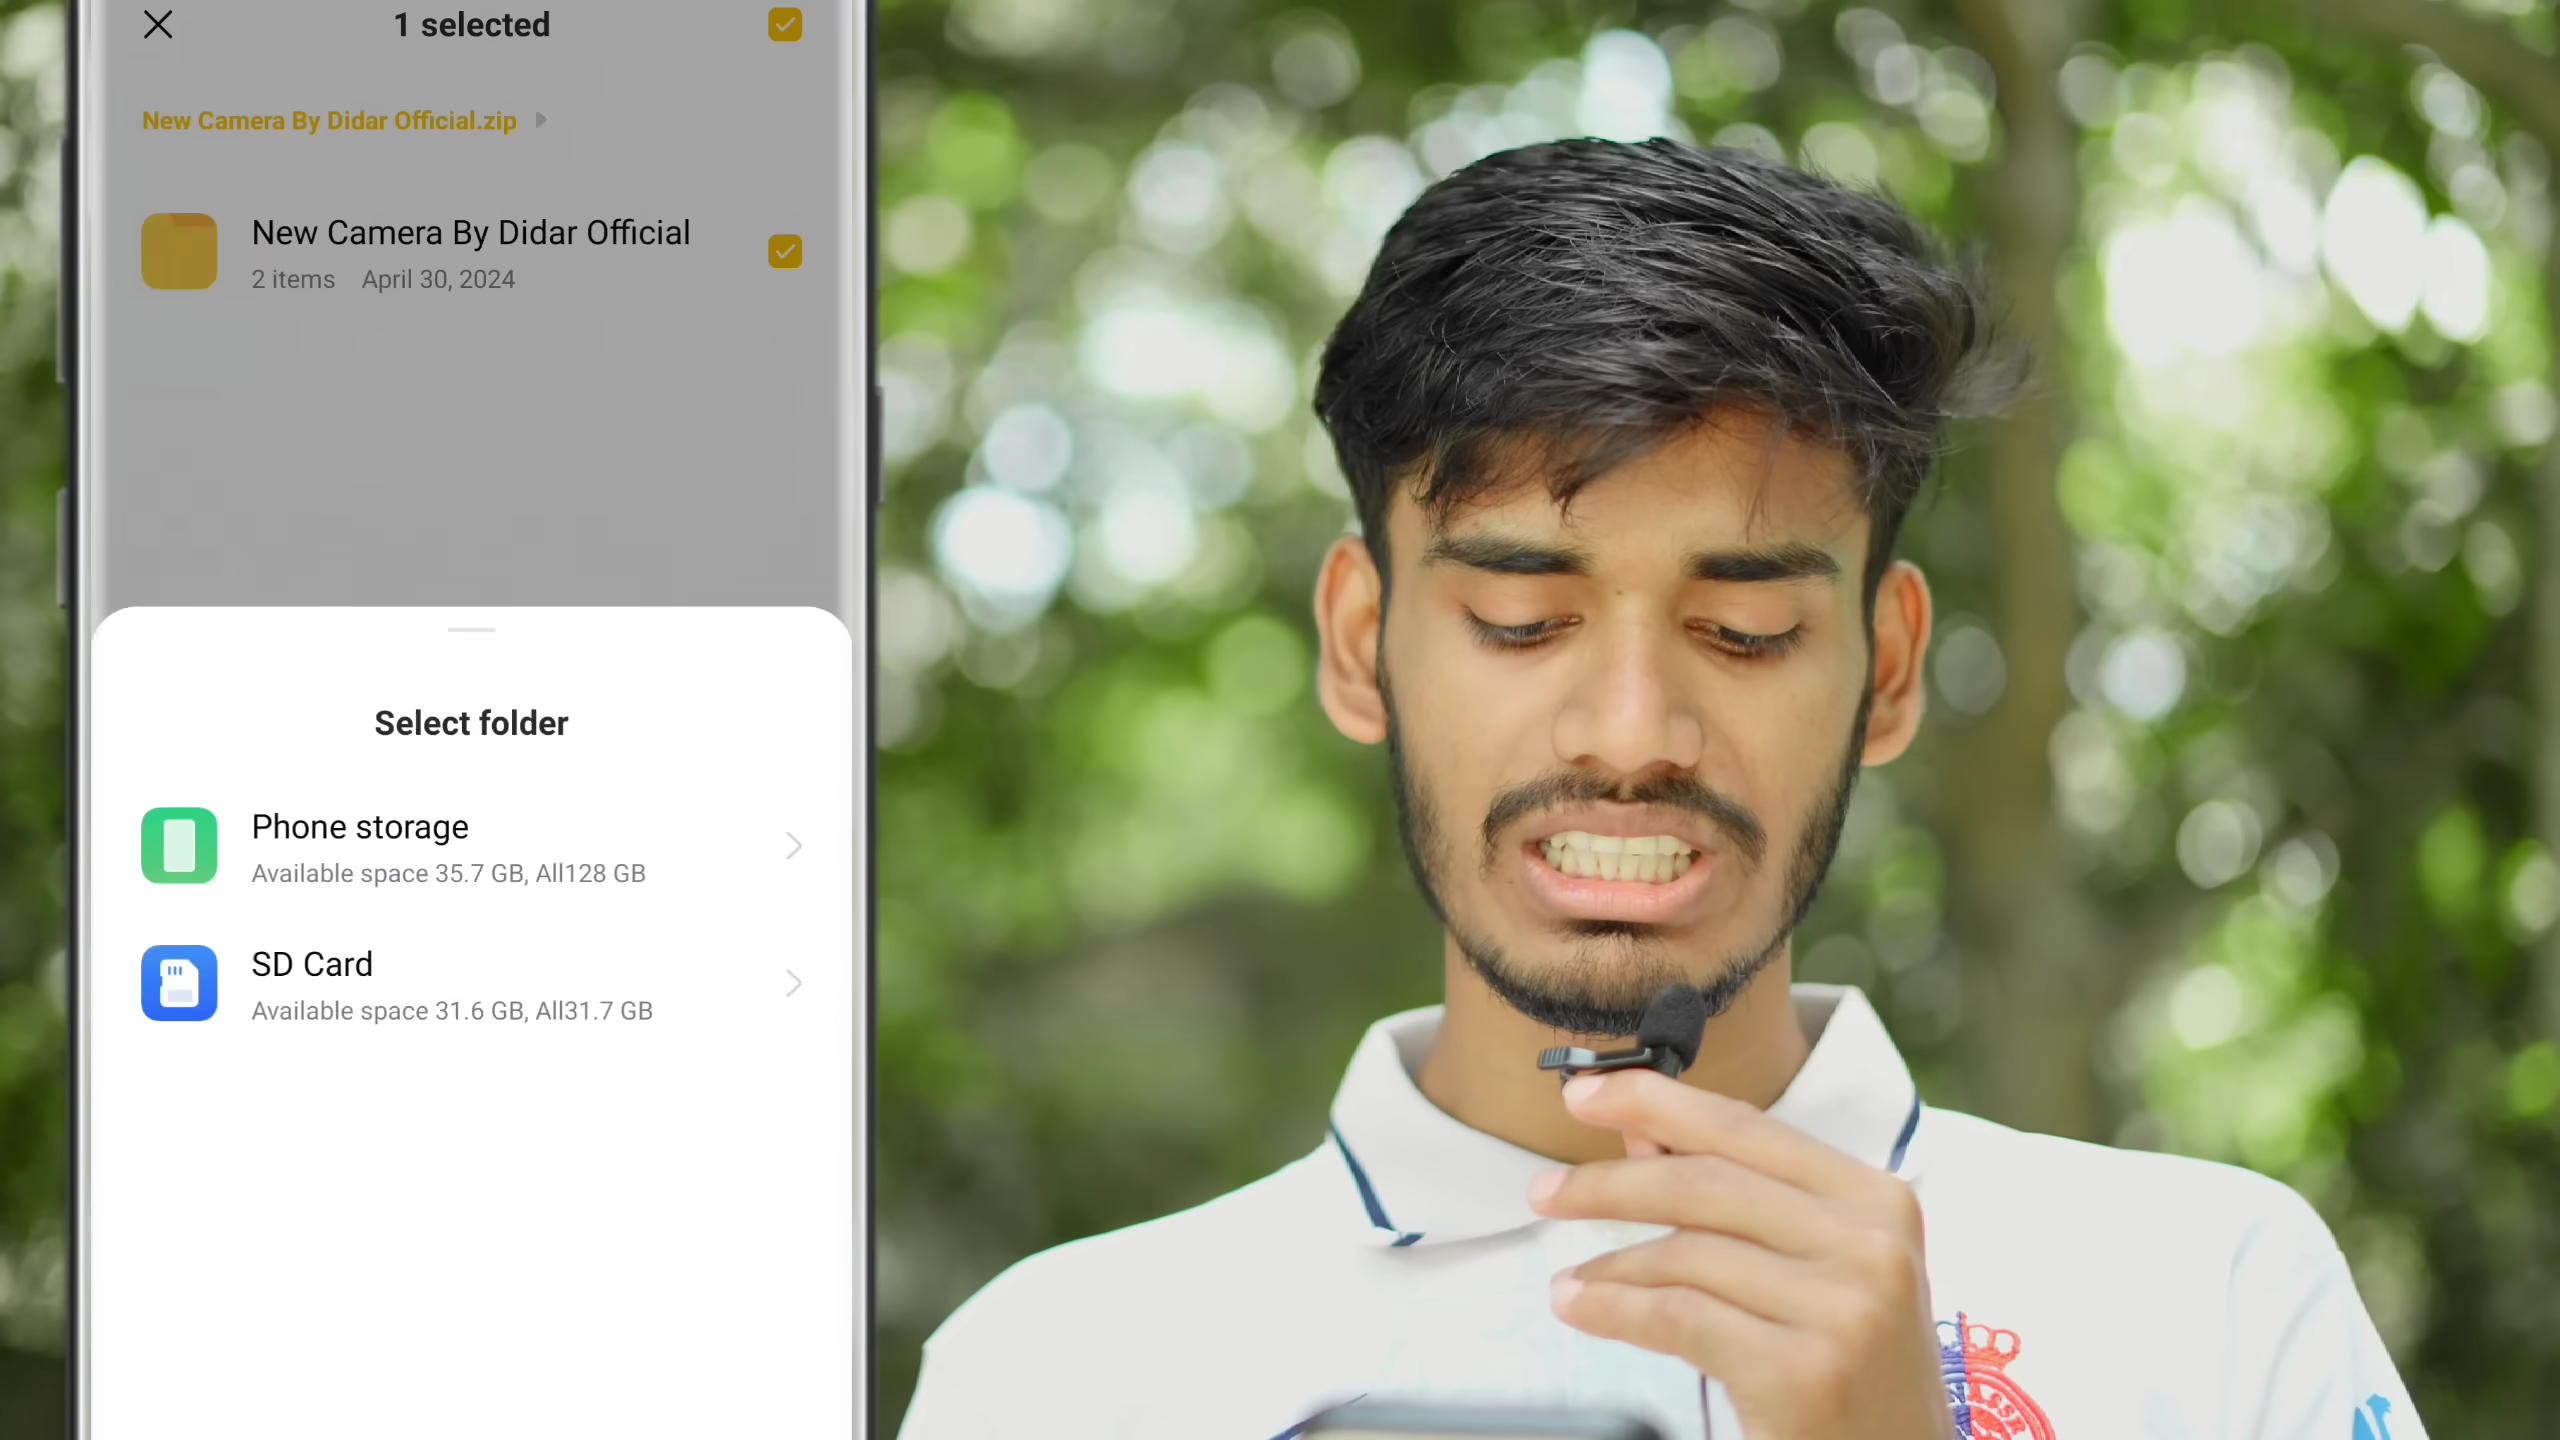 1 selected
New Camera By Didar Official.zip
New Camera By Didar Official
2 items April 30, 2024
Select folder
Phone storage
Available space 35.7 GB, All128 GB
SD Card
Available space 31.6 GB, All31.7 GB